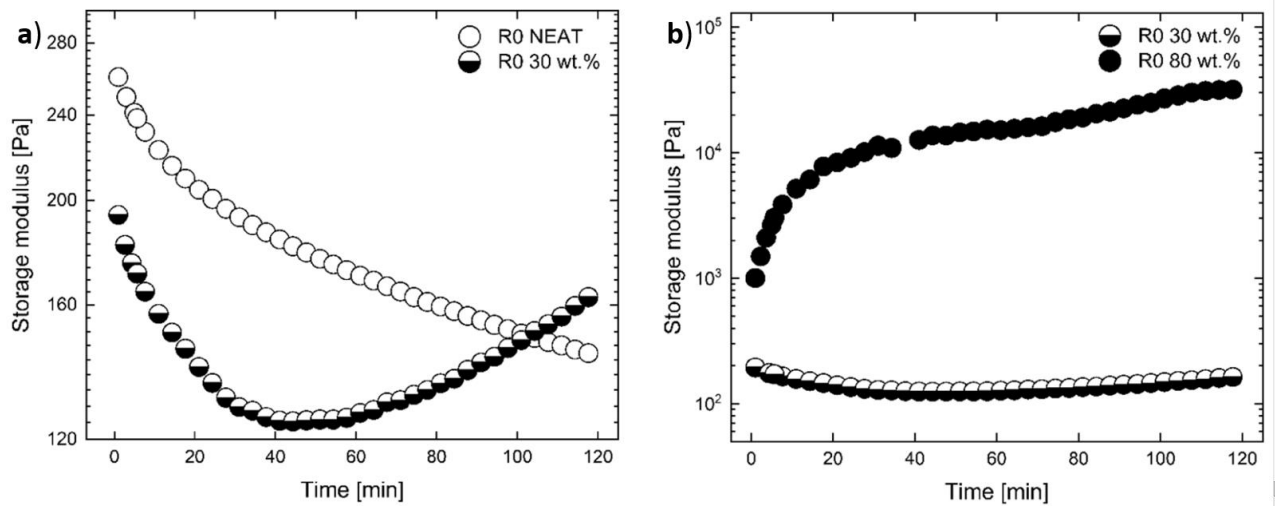 a)
R0 NEAT
R0 30 wt.%
280
240
200
160
120
Storage modulus [Pa]
0 20 40 60 80 100 120
Time [min]
b)
R0 30 wt.%
R0 80 wt.%
10⁵
10⁴
10³
10²
Storage modulus [Pa]
0 20 40 60 80 100 120
Time [min]